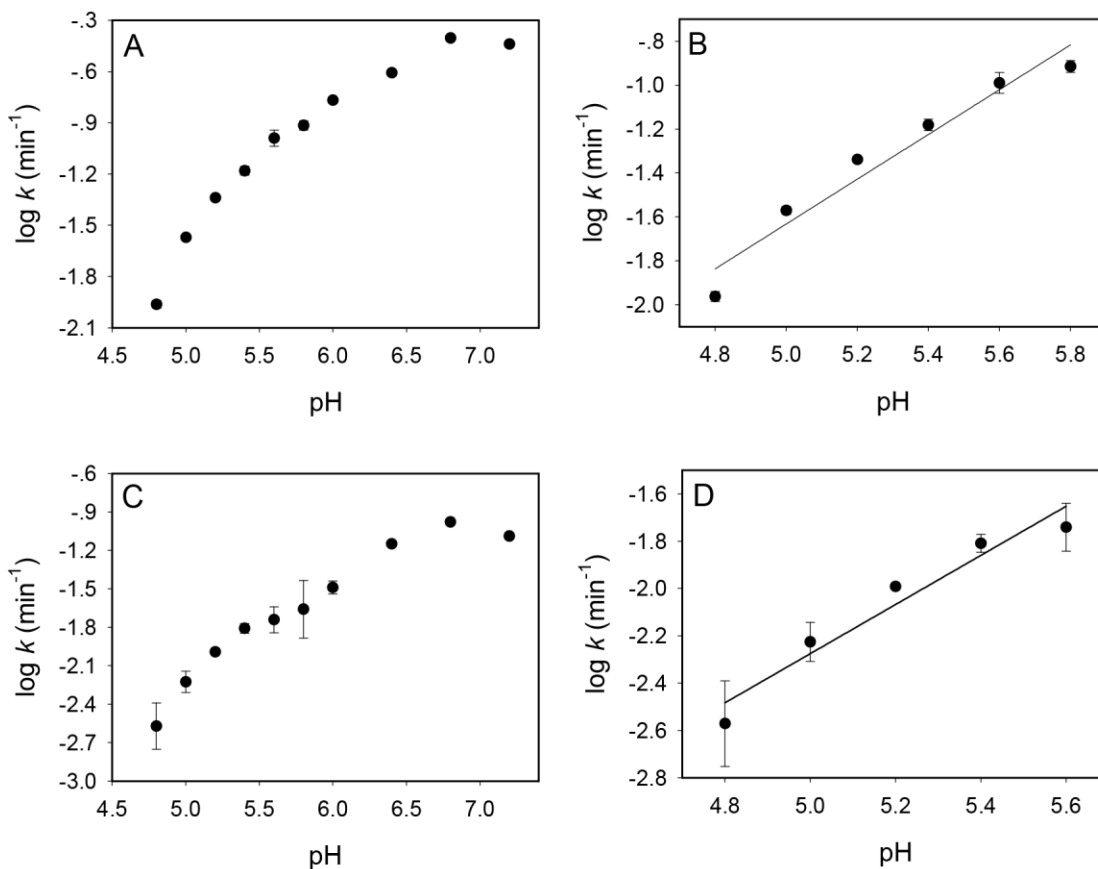 A
log k (min⁻¹)
-.3
-.6
-.9
-1.2
-1.5
-1.8
-2.1
4.5 5.0 5.5 6.0 6.5 7.0
pH
B
log k (min⁻¹)
-.8
-1.0
-1.2
-1.4
-1.6
-1.8
-2.0
4.8 5.0 5.2 5.4 5.6 5.8
pH
C
log k (min⁻¹)
-.6
-.9
-1.2
-1.5
-1.8
-2.1
-2.4
-2.7
-3.0
4.5 5.0 5.5 6.0 6.5 7.0
pH
D
log k (min⁻¹)
-1.6
-1.8
-2.0
-2.2
-2.4
-2.6
-2.8
4.8 5.0 5.2 5.4 5.6
pH